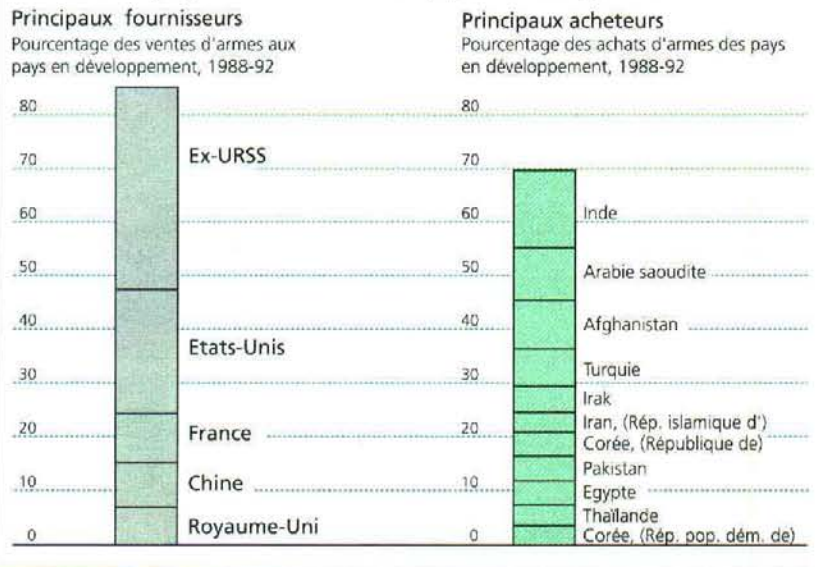 Principaux fournisseurs
Pourcentage des ventes d'armes aux
pays en développement, 1988-92
80
70
60
50
40
30
20
10
0
Ex-URSS
Etats-Unis
France
Chine
Royaume-Uni
Principaux acheteurs
Pourcentage des achats d'armes des pays
en développement, 1988-92
80
70
60
50
40
30
20
10
0
Inde
Arabie saoudite
Afghanistan
Turquie
Irak
Iran, (Rép. islamique d')
Corée, (République de)
Pakistan
Egypte
Thaïlande
Corée, (Rép. pop. dém. de)